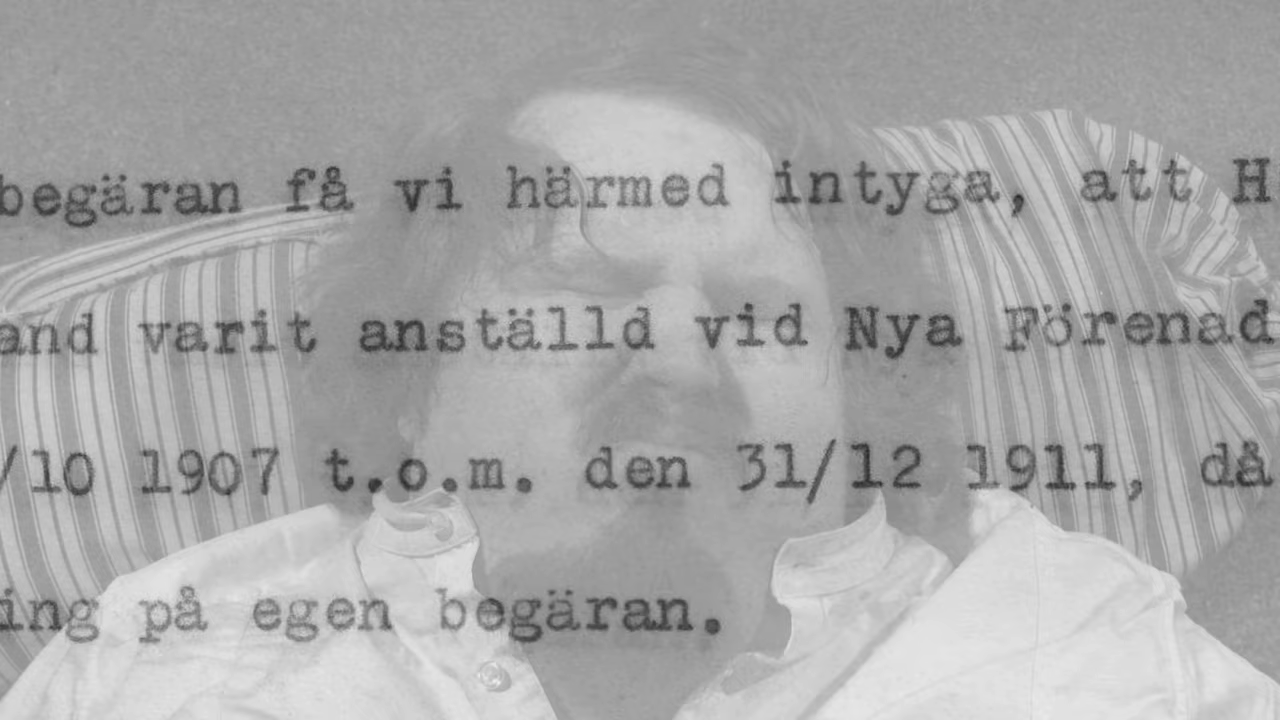 begäran få vi härmed intyga, att H
and varit anställd vid Nya Förenad
/10 1907 t.o.m. den 31/12 1911, då
ing på egen begäran.